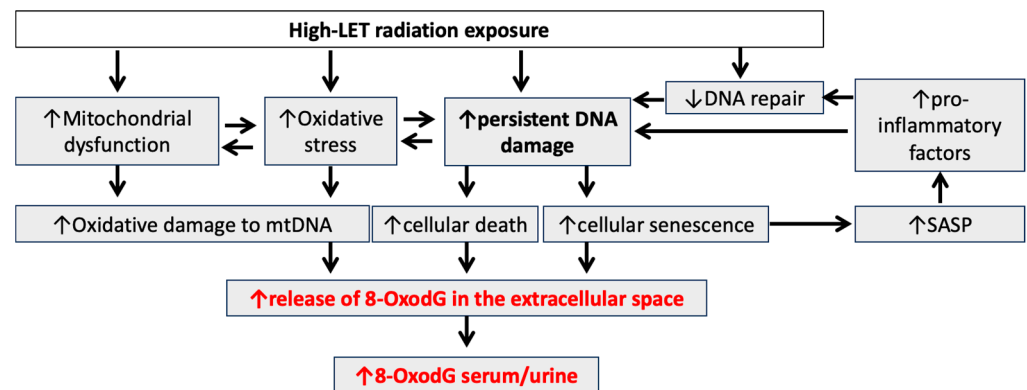 High-LET radiation exposure
↑Mitochondrial
dysfunction
↑Oxidative
stress
↑persistent DNA
damage
↓DNA repair
↑pro-
inflammatory
factors
↑Oxidative damage to mtDNA
↑cellular death
↑cellular senescence
↑SASP
↑release of 8-OxodG in the extracellular space
↑8-OxodG serum/urine